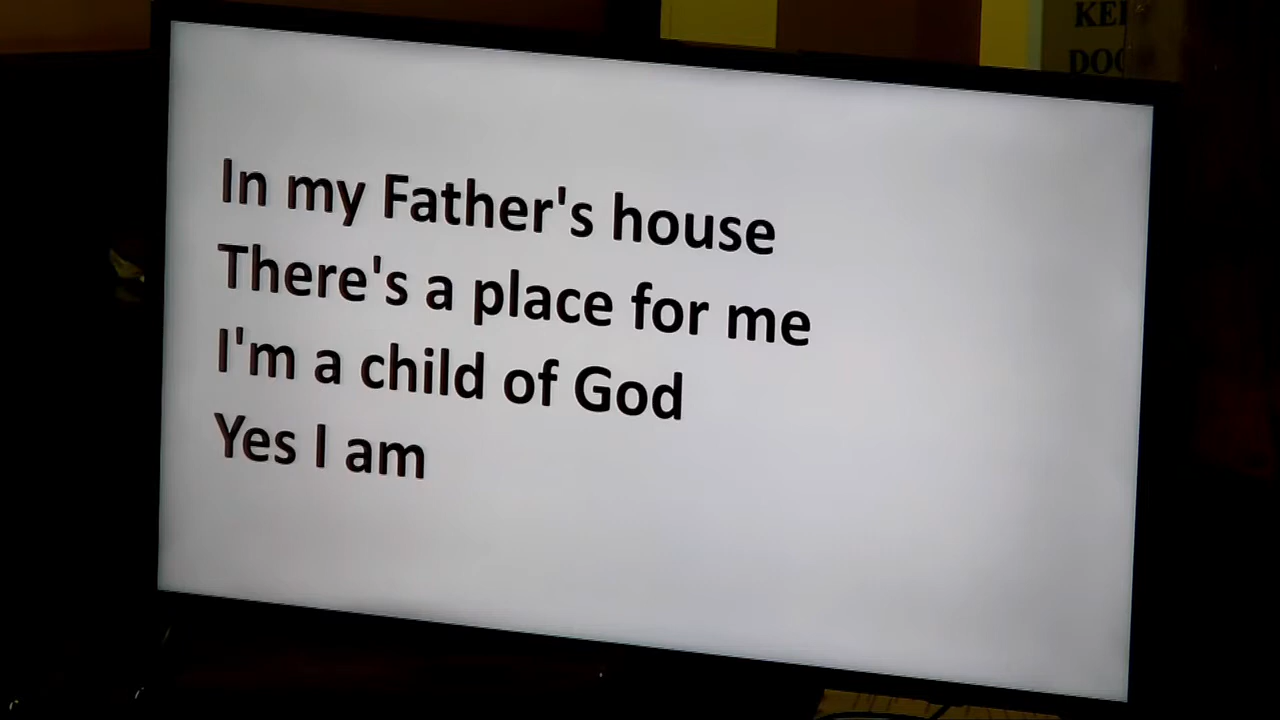 In my Father's house
There's a place for me
I'm a child of God
Yes I am